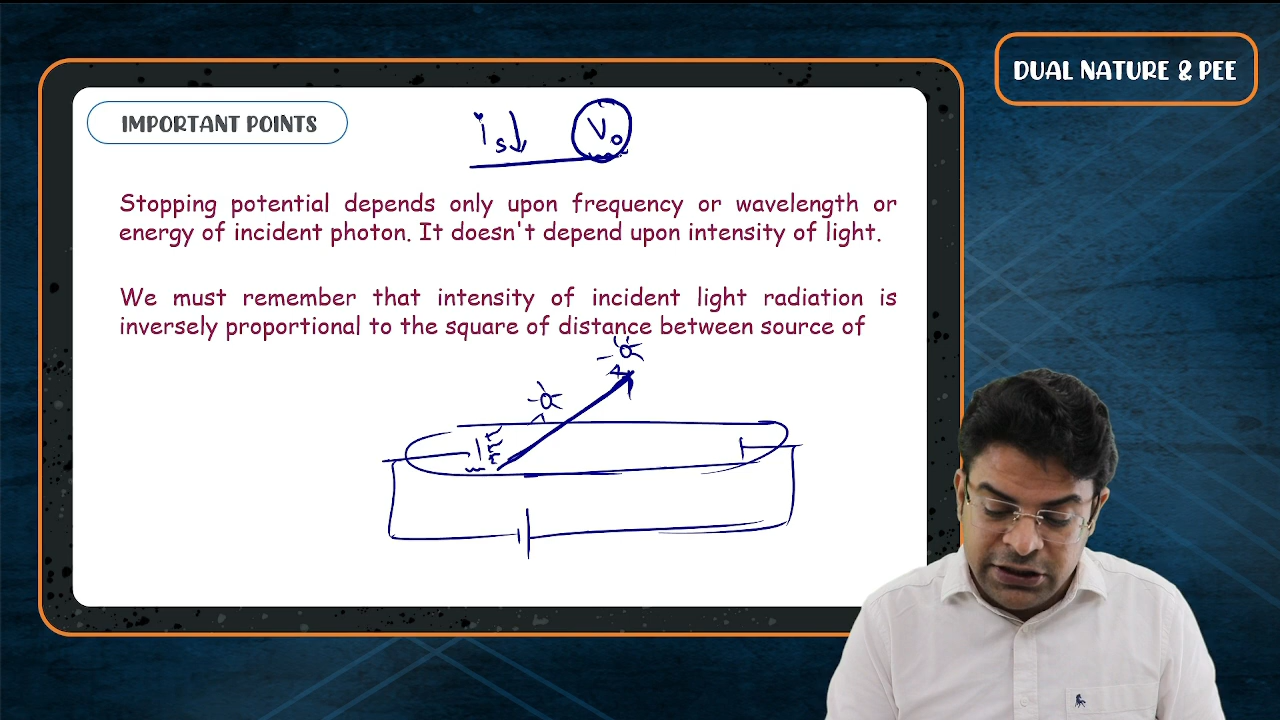 DUAL NATURE & PEE
IMPORTANT POINTS
is↓ V₀
Stopping potential depends only upon frequency or wavelength or
energy of incident photon. It doesn't depend upon intensity of light.
We must remember that intensity of incident light radiation is
inversely proportional to the square of distance between source of